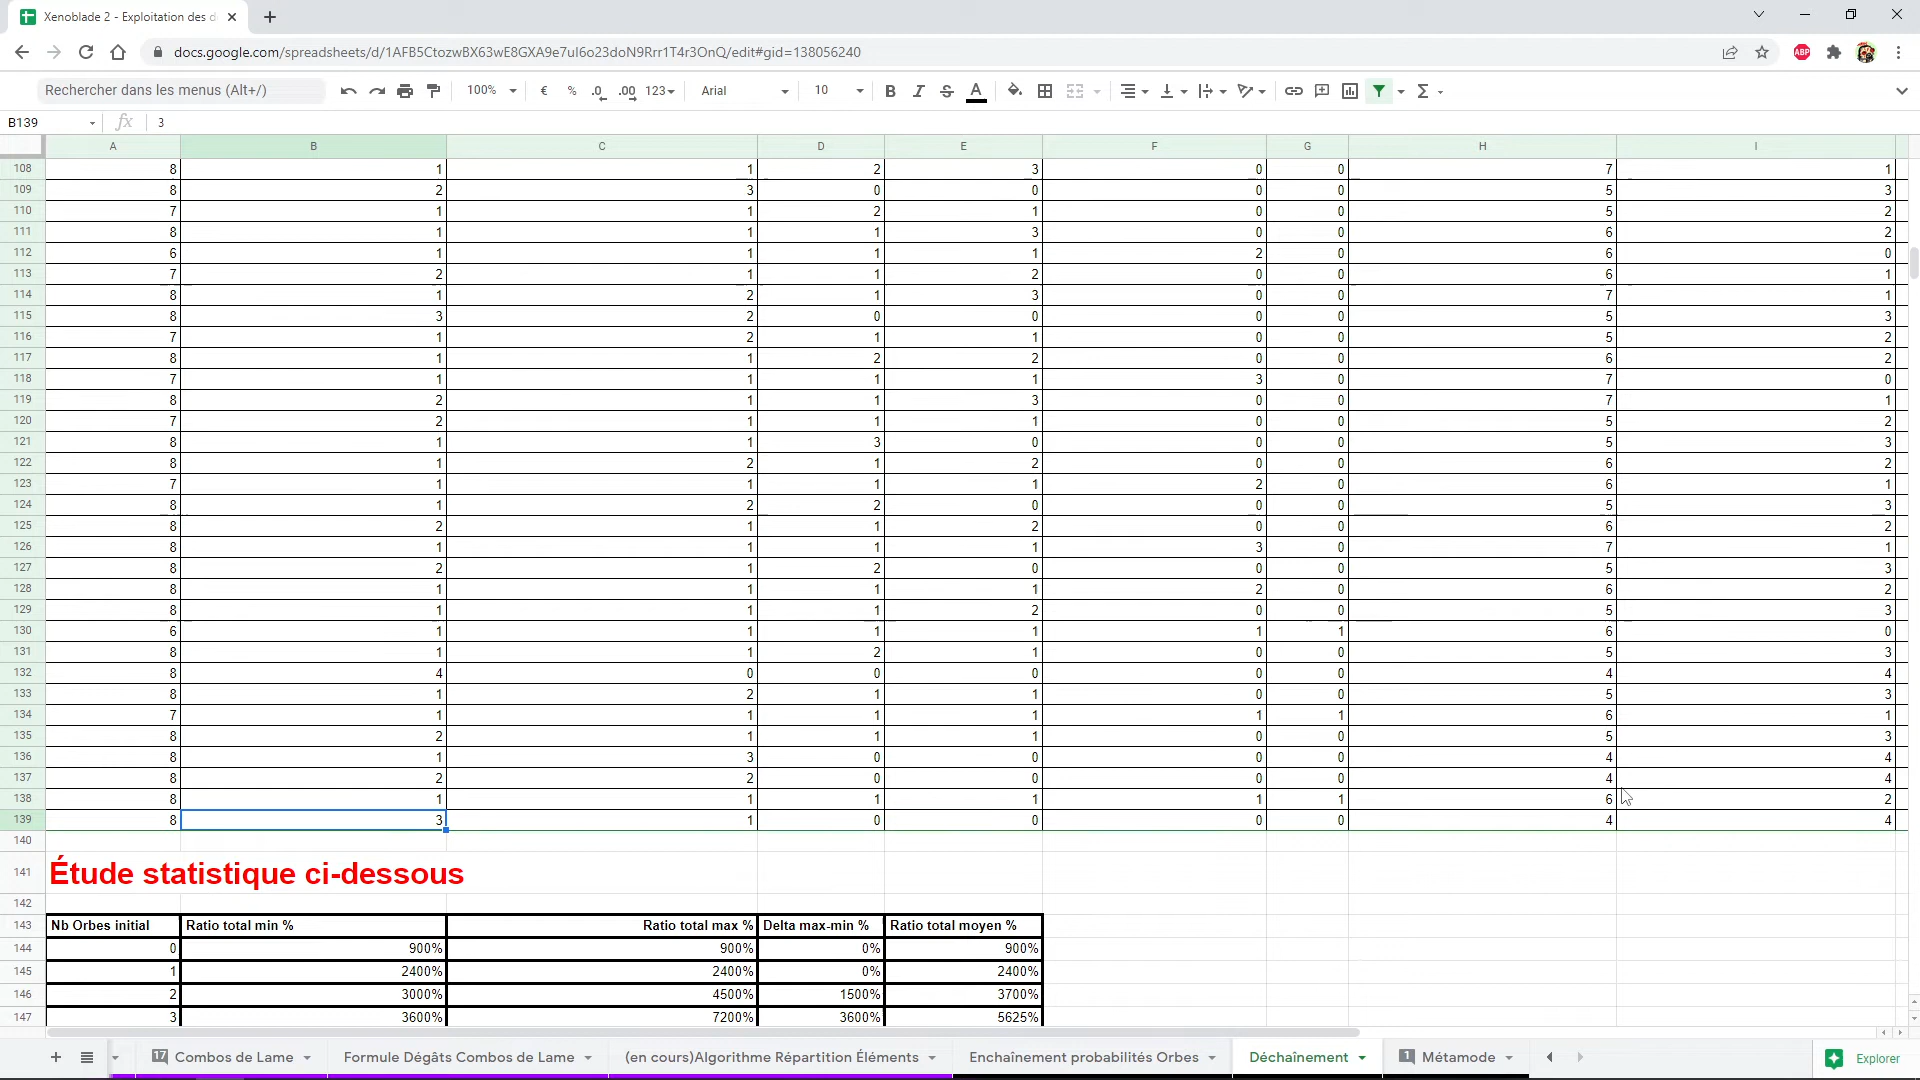 Xenoblade 2 - Exploitation des d
docs.google.com/spreadsheets/d/1AFB5CtozwBX63wE8GXA9e7ul6o23doN9Rrr1T4r3OnQ/edit#gid=138056240
ABP
Rechercher dans les menus (Alt+/) 100% € % .0 .00 123 Arial 10 B I S A Σ
B139 fx 3
A B C D E F G H I
108 8 1 1 2 3 0 0 7 1
109 8 2 3 0 0 0 0 5 3
110 7 1 1 2 1 0 0 5 2
111 8 1 1 1 3 0 0 6 2
112 6 1 1 1 1 2 0 6 0
113 7 2 1 1 2 0 0 6 1
114 8 1 2 1 3 0 0 7 1
115 8 3 2 0 0 0 0 5 3
116 7 1 2 1 1 0 0 5 2
117 8 1 1 2 2 0 0 6 2
118 7 1 1 1 1 3 0 7 0
119 8 2 1 1 3 0 0 7 1
120 7 2 1 1 1 0 0 5 2
121 8 1 1 3 0 0 0 5 3
122 8 1 2 1 2 0 0 6 2
123 7 1 1 1 1 2 0 6 1
124 8 1 2 2 0 0 0 5 3
125 8 2 1 1 2 0 0 6 2
126 8 1 1 1 1 3 0 7 1
127 8 2 1 2 0 0 0 5 3
128 8 1 1 1 1 2 0 6 2
129 8 1 1 1 2 0 0 5 3
130 6 1 1 1 1 1 1 6 0
131 8 1 1 2 1 0 0 5 3
132 8 4 0 0 0 0 0 4 4
133 8 1 2 1 1 0 0 5 3
134 7 1 1 1 1 1 1 6 1
135 8 2 1 1 1 0 0 5 3
136 8 1 3 0 0 0 0 4 4
137 8 2 2 0 0 0 0 4 4
138 8 1 1 1 1 1 1 6 2
139 8 3 1 0 0 0 0 4 4
140
141 Étude statistique ci-dessous
142
143 Nb Orbes initial Ratio total min % Ratio total max % Delta max-min % Ratio total moyen %
144 0 900% 900% 0% 900%
145 1 2400% 2400% 0% 2400%
146 2 3000% 4500% 1500% 3700%
147 3 3600% 7200% 3600% 5625%
17 Combos de Lame Formule Dégâts Combos de Lame (en cours)Algorithme Répartition Éléments Enchaînement probabilités Orbes Déchaînement 1 Métamode Explorer